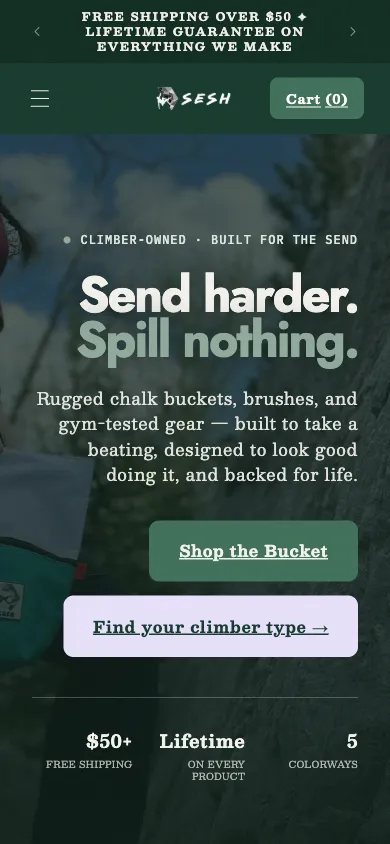 FREE SHIPPING OVER $50 ✦
LIFETIME GUARANTEE ON
EVERYTHING WE MAKE
SESH
Cart (0)
CLIMBER-OWNED · BUILT FOR THE SEND
Send harder.
Spill nothing.
Rugged chalk buckets, brushes, and
gym-tested gear — built to take a
beating, designed to look good
doing it, and backed for life.
Shop the Bucket
Find your climber type →
$50+
FREE SHIPPING
Lifetime
ON EVERY
PRODUCT
5
COLORWAYS